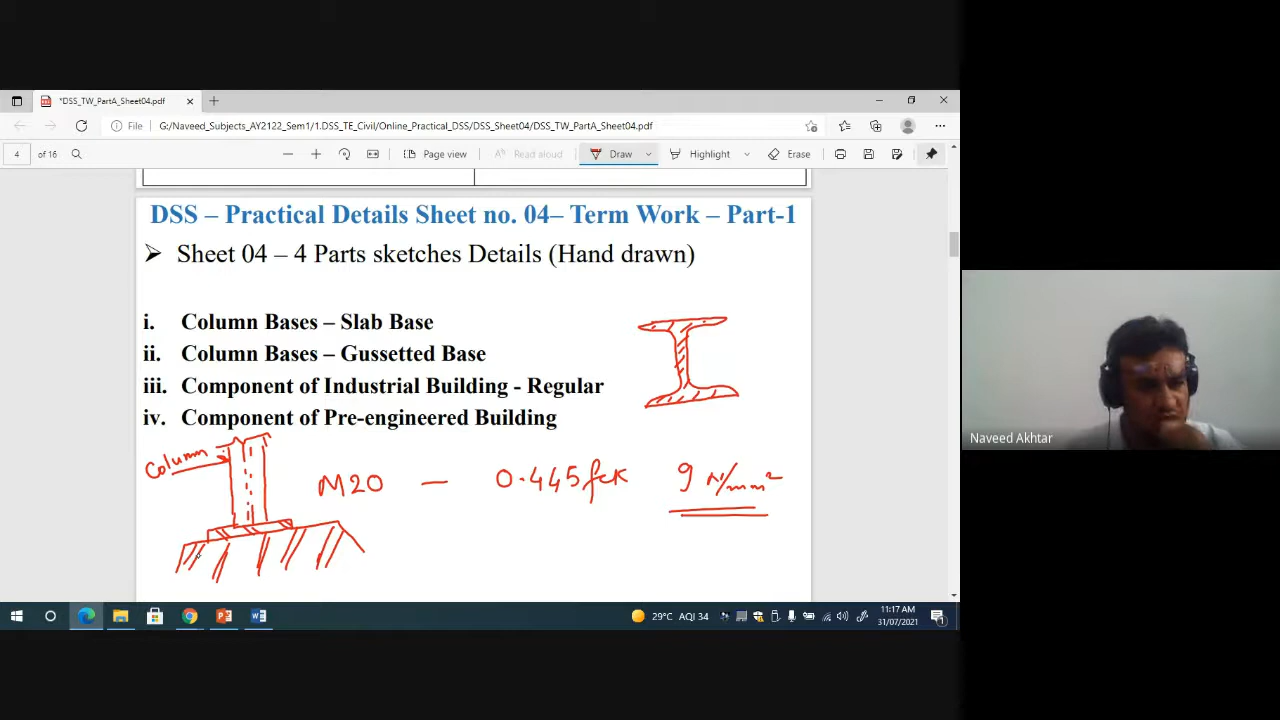 *DSS_TW_PartA_Sheet04.pdf
File G:/Naveed_Subjects_AY2122_Sem1/1.DSS_TE_Civil/Online_Practical_DSS/DSS_Sheet04/DSS_TW_PartA_Sheet04.pdf
4 of 16 Page view Read aloud Draw Highlight Erase
DSS – Practical Details Sheet no. 04– Term Work – Part-1
➢ Sheet 04 – 4 Parts sketches Details (Hand drawn)
i. Column Bases – Slab Base
ii. Column Bases – Gussetted Base
iii. Component of Industrial Building - Regular
iv. Component of Pre-engineered Building
Column
M20 — 0.445fck 9 N/mm²
Naveed Akhtar
29°C AQI 34
11:17 AM
31/07/2021
1